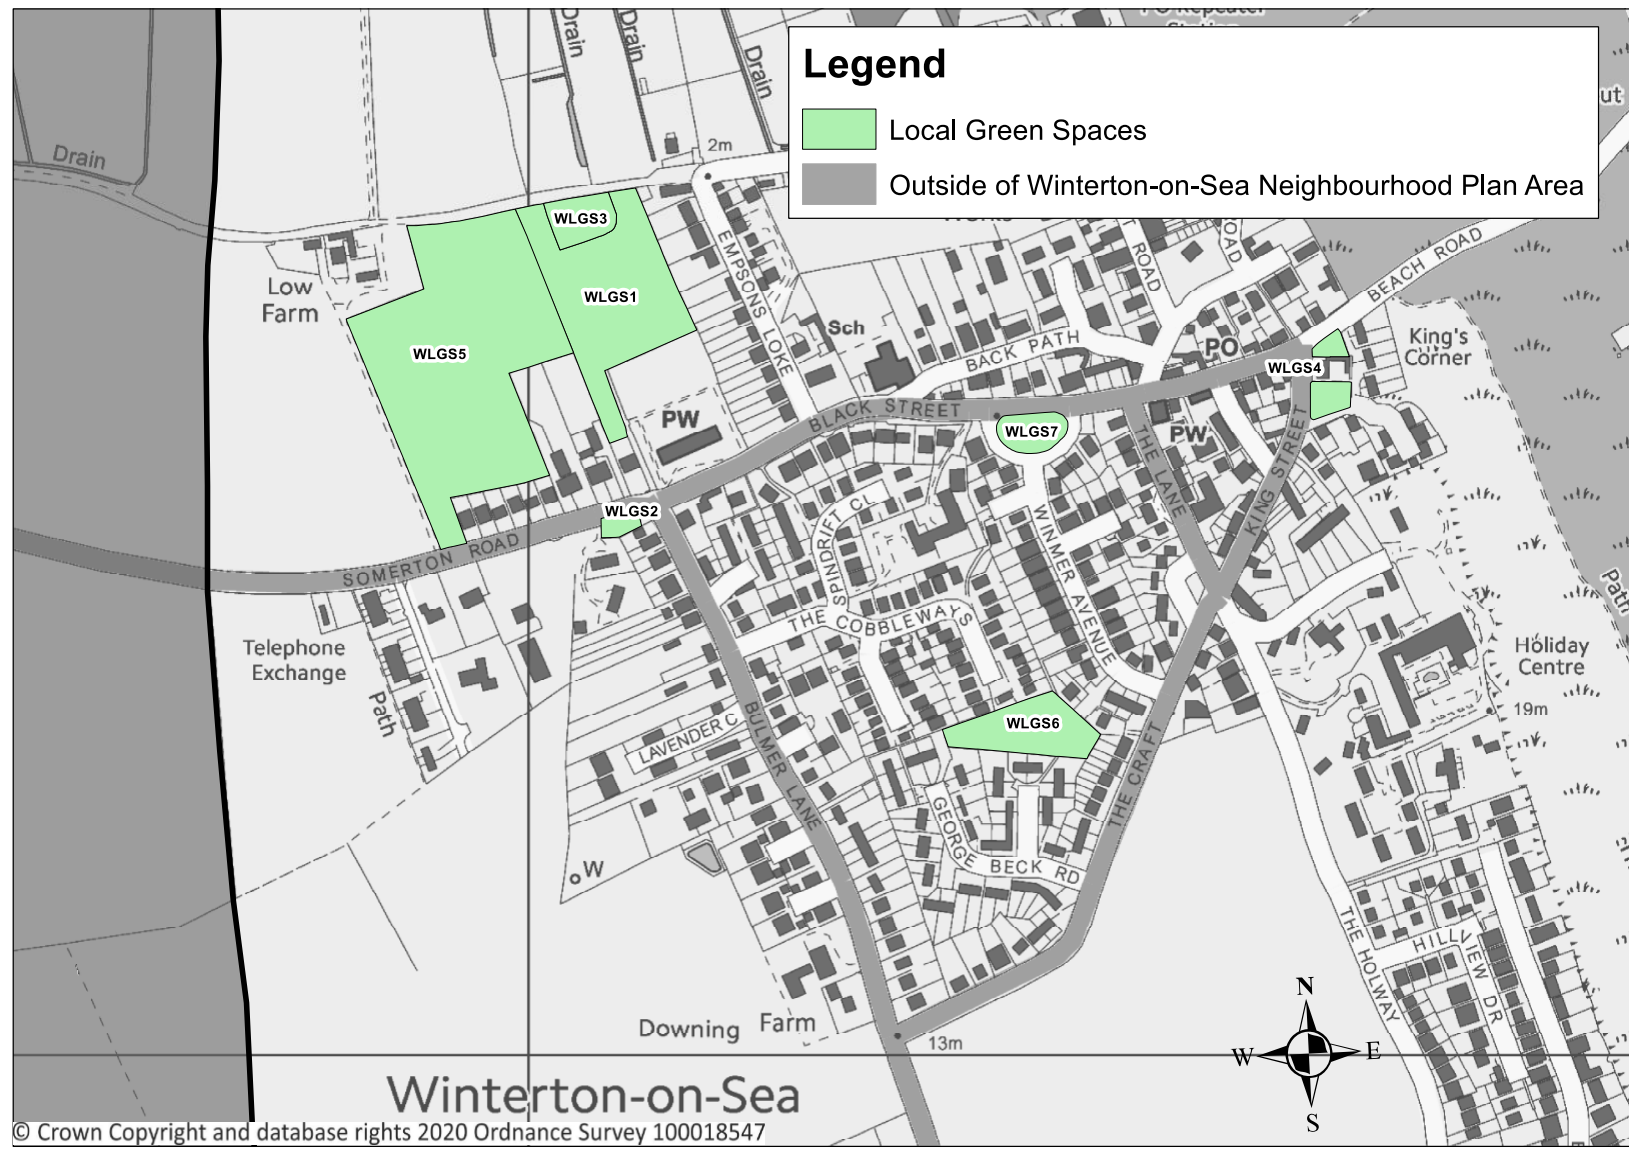 Drain
Drain
Drain
Drain
2m
Legend
Local Green Spaces
Outside of Winterton-on-Sea Neighbourhood Plan Area
ut
WLGS3
WLGS1
WLGS5
Low
Farm
EMPSONS LOKE
Sch
BACK PATH
ROAD
OAD
BEACH ROAD
King's
Corner
PO
WLGS4
PW
BLACK STREET
WLGS7
PW
THE LANE
KING STREET
WLGS2
SOMERTON ROAD
SPINDRIFT CL
WINMER AVENUE
THE COBBLEWAYS
Path
Telephone
Exchange
Path
Holiday
Centre
19m
LAVENDER C
BULMER LANE
WLGS6
THE CRAFT
GEORGE BECK RD
W
THE HOLWAY
HILLVIEW DR
Downing Farm
13m
N
W
E
S
Winterton-on-Sea
© Crown Copyright and database rights 2020 Ordnance Survey 100018547